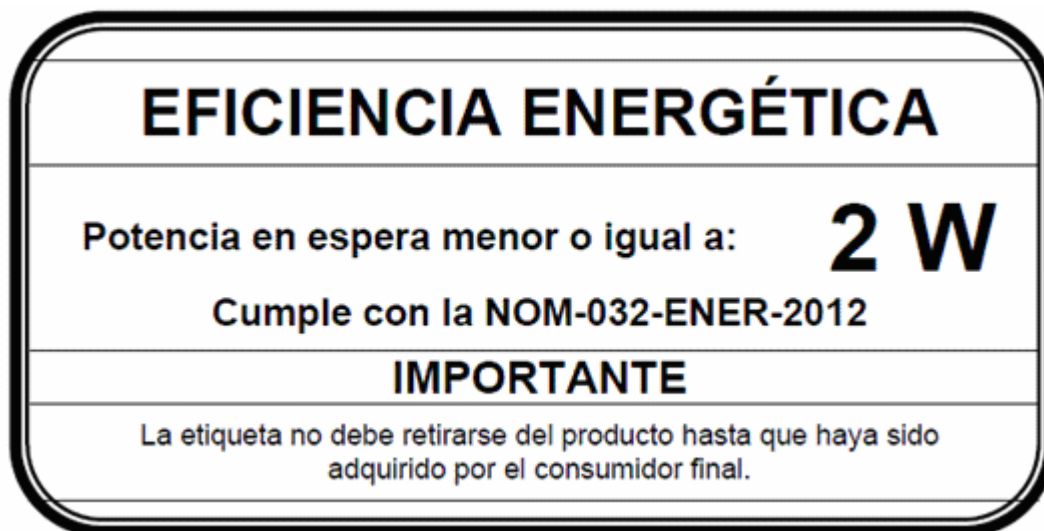 EFICIENCIA ENERGÉTICA
Potencia en espera menor o igual a: 2 W
Cumple con la NOM-032-ENER-2012
IMPORTANTE
La etiqueta no debe retirarse del producto hasta que haya sido
adquirido por el consumidor final.